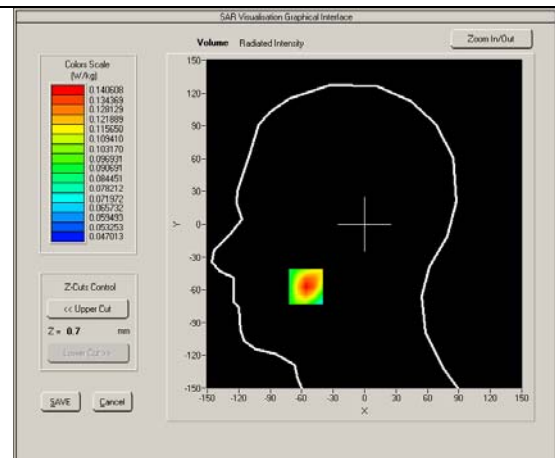 SAR Visualisation Graphical Interface
Volume Radiated Intensity
Zoom In/Out
Colors Scale
(W/kg)
0.140608
0.134369
0.128129
0.121889
0.115650
0.109410
0.103170
0.096931
0.090691
0.084451
0.078212
0.071972
0.065732
0.059493
0.053253
0.047013
Z-Cuts Control
<< Upper Cut
Z = 0.7 mm
Lower Cut >>
SAVE Cancel
150
120
90
60
30
0
-30
-60
-90
-120
-150
Y
-150 -120 -90 -60 -30 0 30 60 90 120 150
X